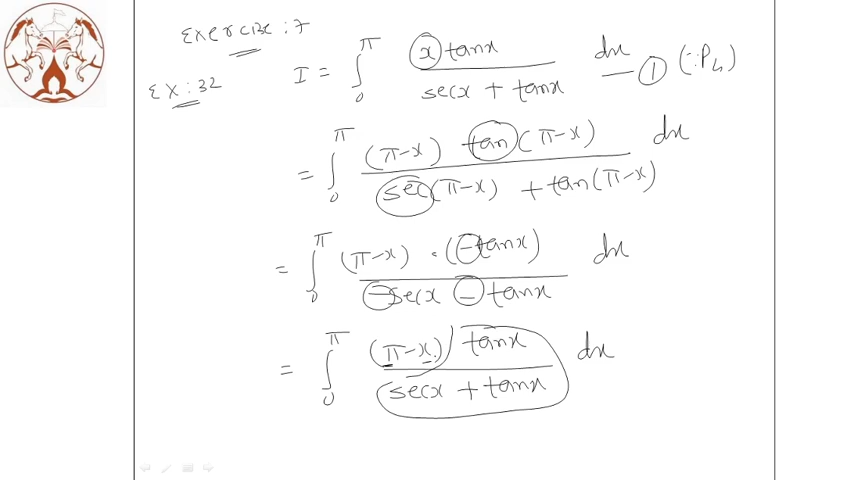 Exercise : 7
EX : 32
I = ∫₀^π x tanx / secx + tanx dx — ① (∵ P₄)
= ∫₀^π (π-x) tan(π-x) / sec(π-x) + tan(π-x) dx
= ∫₀^π (π-x) · (-tanx) / -secx - tanx dx
= ∫₀^π (π-x) tanx / secx + tanx dx